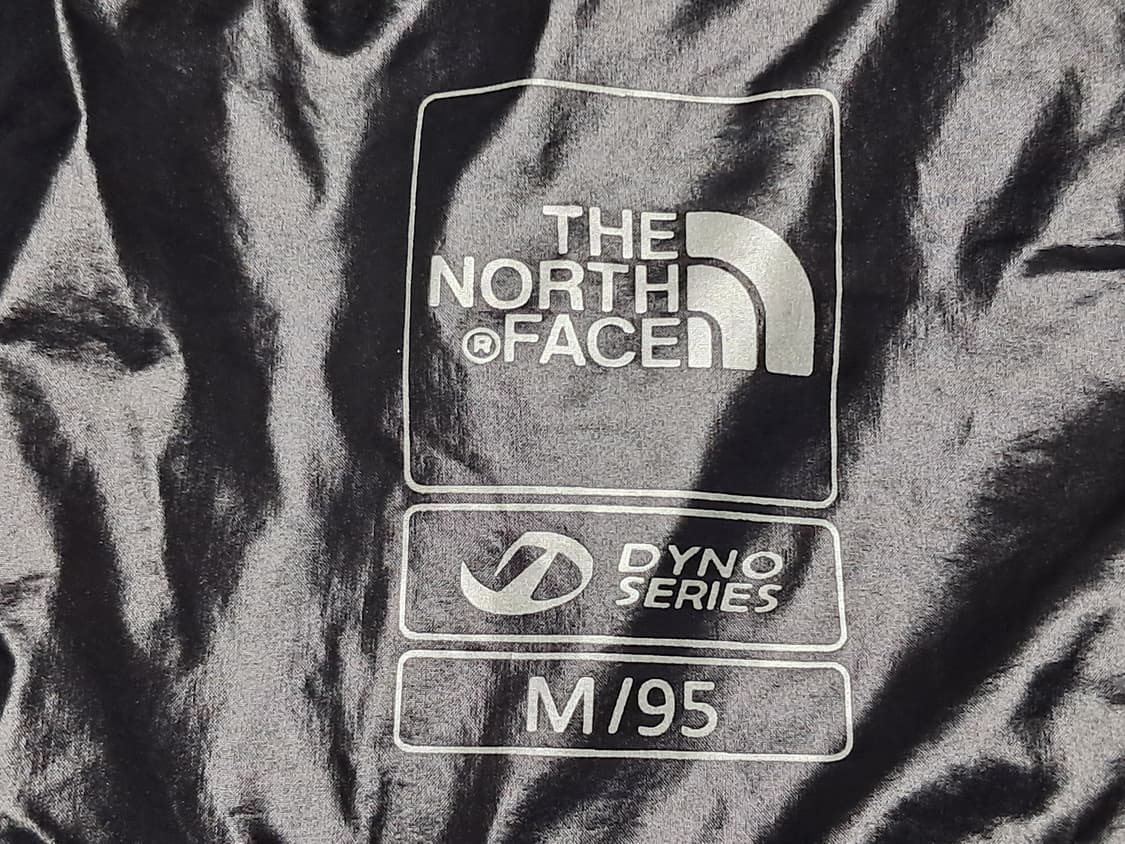 THE
NORTH
®FACE
DYNO
SERIES
M/95